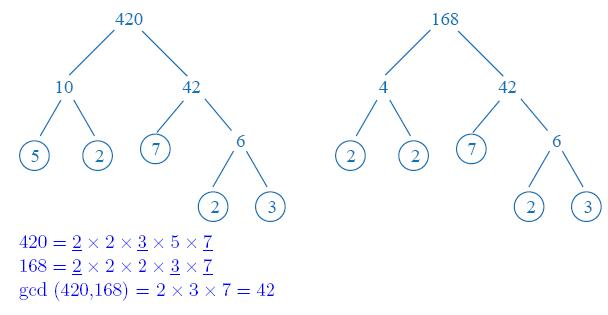 420 168
10 42 4 42
5 2 7 6 2 2 7 6
2 3 2 3
420 = 2 × 2 × 3 × 5 × 7
168 = 2 × 2 × 2 × 3 × 7
gcd (420,168) = 2 × 3 × 7 = 42